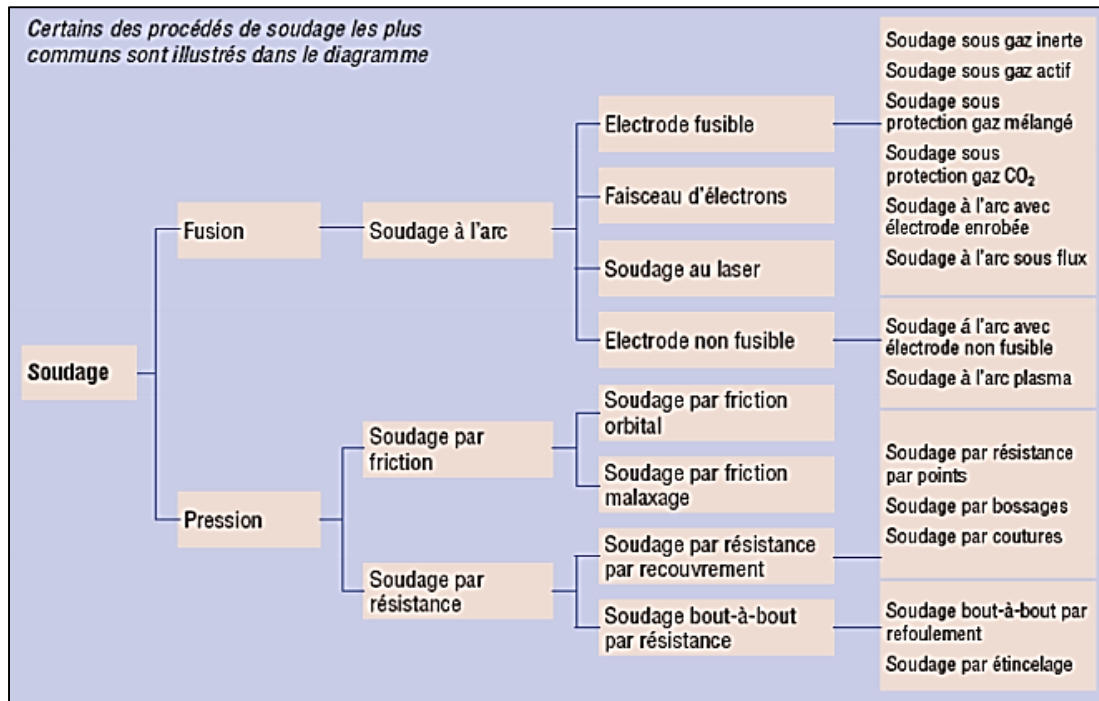 Certains des procédés de soudage les plus
communs sont illustrés dans le diagramme
Soudage
Fusion
Pression
Soudage à l'arc
Soudage par
friction
Soudage par
résistance
Electrode fusible
Faisceau d'électrons
Soudage au laser
Electrode non fusible
Soudage par friction
orbital
Soudage par friction
malaxage
Soudage par résistance
par recouvrement
Soudage bout-à-bout
par résistance
Soudage sous gaz inerte
Soudage sous gaz actif
Soudage sous
protection gaz mélangé
Soudage sous
protection gaz CO₂
Soudage à l'arc avec
électrode enrobée
Soudage à l'arc sous flux
Soudage á l'arc avec
électrode non fusible
Soudage à l'arc plasma
Soudage par résistance
par points
Soudage par bossages
Soudage par coutures
Soudage bout-à-bout par
refoulement
Soudage par étincelage